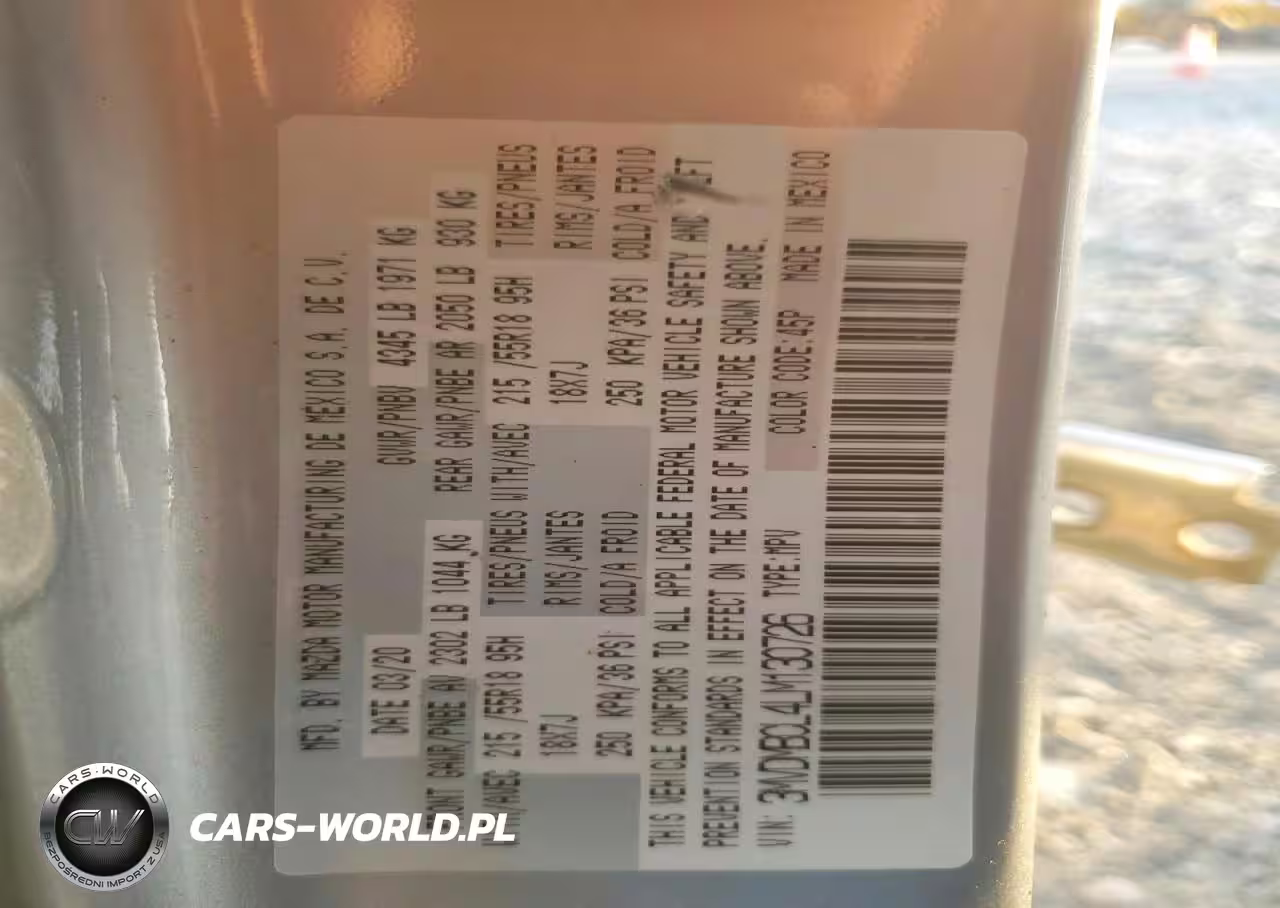 MFD. BY MAZDA MOTOR MANUFACTURING DE MEXICO S.A. DE C.V.
DATE 03/20 GVWR/PNBV 4345 LB 1971 KG
GAWR/PNBE AV 2302 LB 1044 KG REAR GAWR/PNBE AR 2050 LB 930 KG
215 /55R18 95H TIRES/PNEUS WITH/AVEC 215 /55R18 95H TIRES/PNEUS
18X7J RIMS/JANTES 18X7J RIMS/JANTES
250 KPA/36 PSI COLD/A FROID 250 KPA/36 PSI COLD/A FROID
THIS VEHICLE CONFORMS TO ALL APPLICABLE FEDERAL MOTOR VEHICLE SAFETY AND
PREVENTION STANDARDS IN EFFECT ON THE DATE OF MANUFACTURE SHOWN ABOVE.
VIN: 3MVDMBCL4LM130726 TYPE:MPV COLOR CODE:45P MADE IN MEXICO
CARS-WORLD
CW
BEZPOŚREDNI IMPORT Z USA
CARS-WORLD.PL